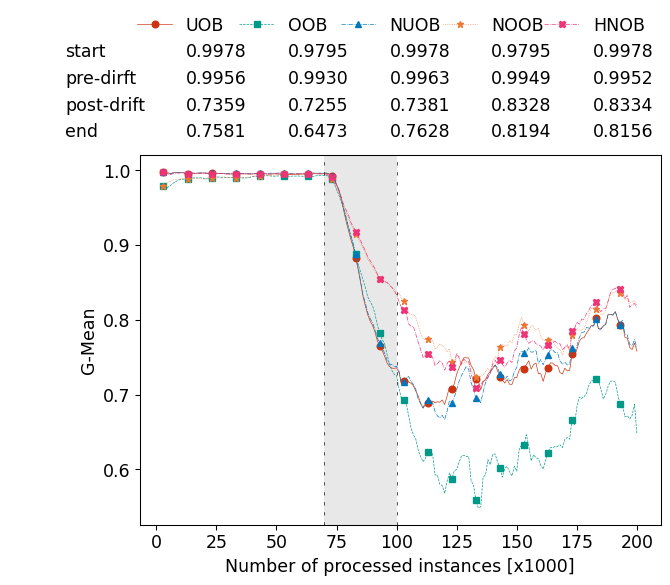 UOB OOB NUOB NOOB HNOB
start 0.9978 0.9795 0.9978 0.9795 0.9978
pre-dirft 0.9956 0.9930 0.9963 0.9949 0.9952
post-drift 0.7359 0.7255 0.7381 0.8328 0.8334
end 0.7581 0.6473 0.7628 0.8194 0.8156
1.0
0.9
0.8
0.7
0.6
G-Mean
0 25 50 75 100 125 150 175 200
Number of processed instances [x1000]